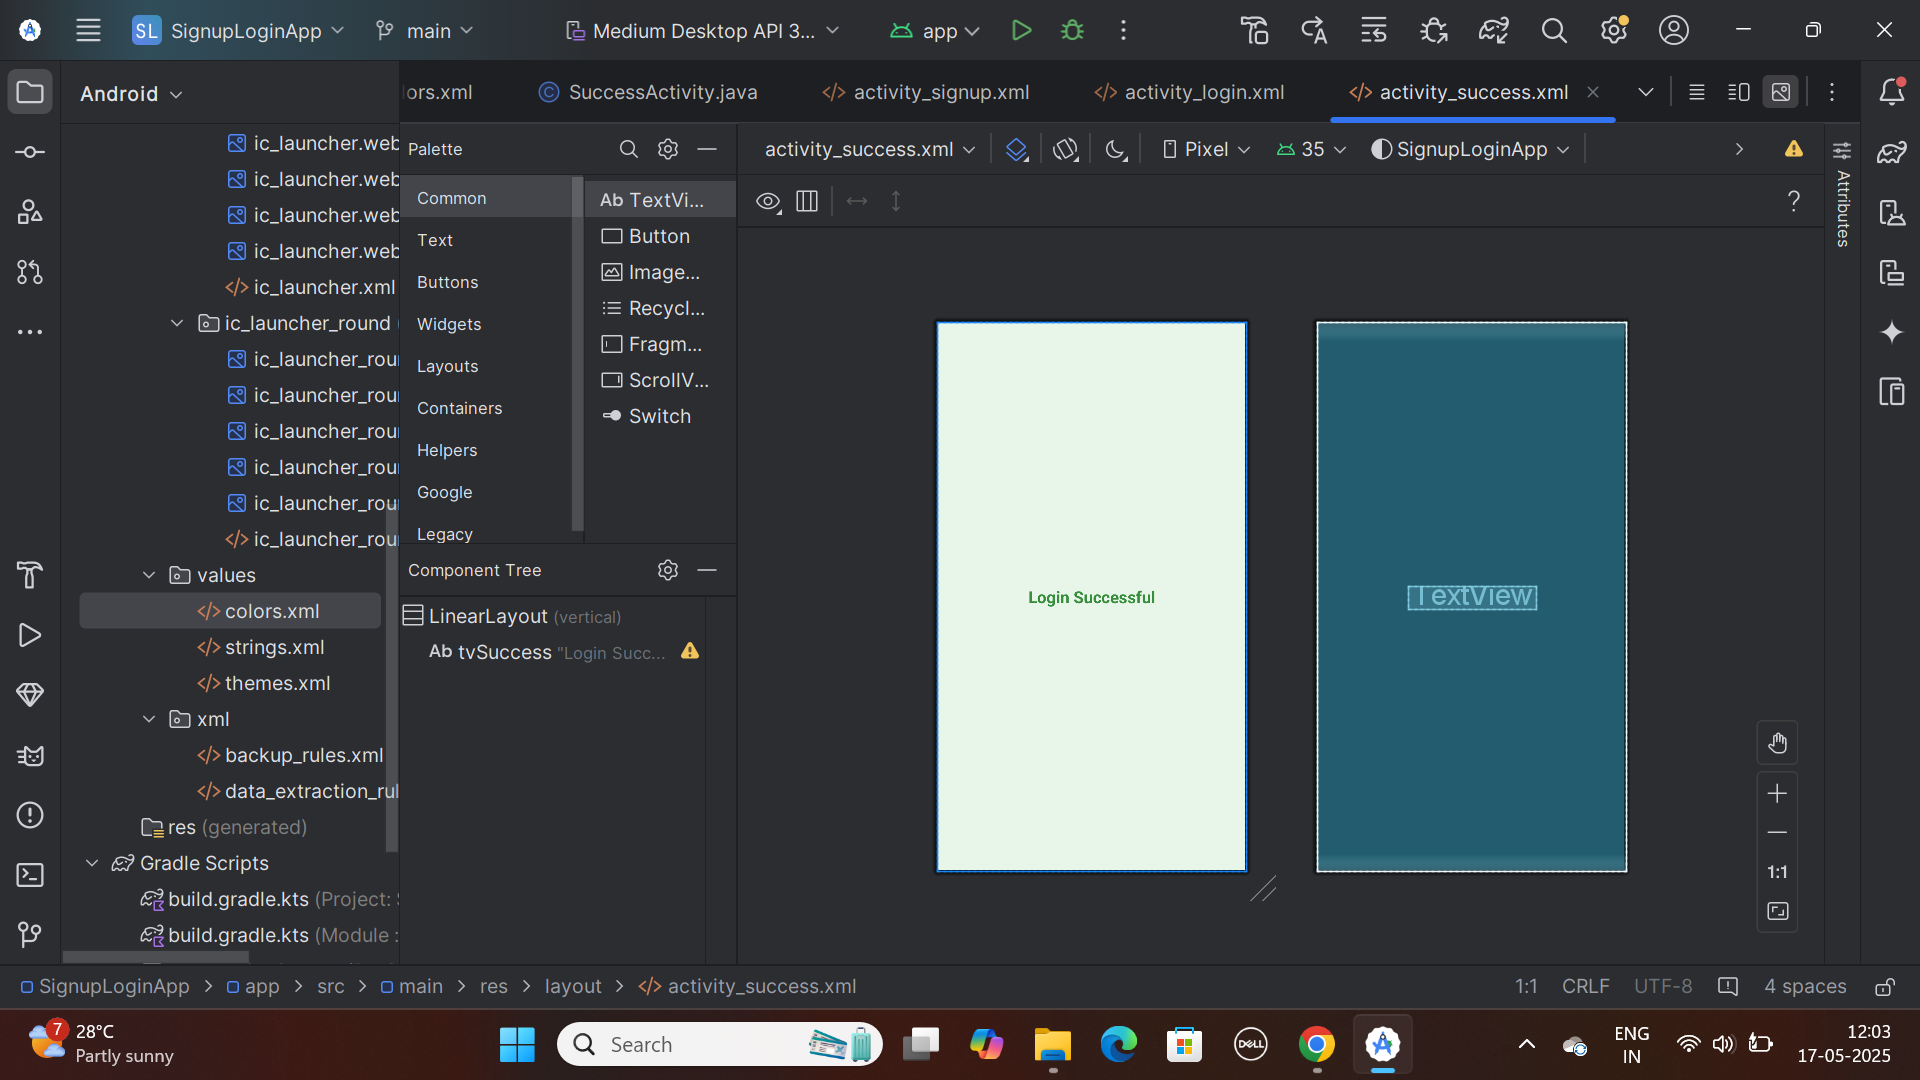 SL SignupLoginApp main Medium Desktop API 3... app
Android
ors.xml SuccessActivity.java activity_signup.xml activity_login.xml activity_success.xml
ic_launcher.web
ic_launcher.web
ic_launcher.web
ic_launcher.web
ic_launcher.xml
ic_launcher_round
ic_launcher_rou
ic_launcher_rou
ic_launcher_rou
ic_launcher_rou
ic_launcher_rou
ic_launcher_rou
values
colors.xml
strings.xml
themes.xml
xml
backup_rules.xml
data_extraction_rul
res (generated)
Gradle Scripts
build.gradle.kts (Project: S
build.gradle.kts (Module :
Palette
Common
Text
Buttons
Widgets
Layouts
Containers
Helpers
Google
Legacy
Ab TextVi...
Button
Image...
Recycl...
Fragm...
ScrollV...
Switch
Component Tree
LinearLayout (vertical)
Ab tvSuccess "Login Succ...
activity_success.xml Pixel 35 SignupLoginApp
?
Attributes
Login Successful
TextView
1:1
SignupLoginApp > app > src > main > res > layout > activity_success.xml
1:1 CRLF UTF-8 4 spaces
7
28°C
Partly sunny
Search
DELL
ENG
IN
12:03
17-05-2025